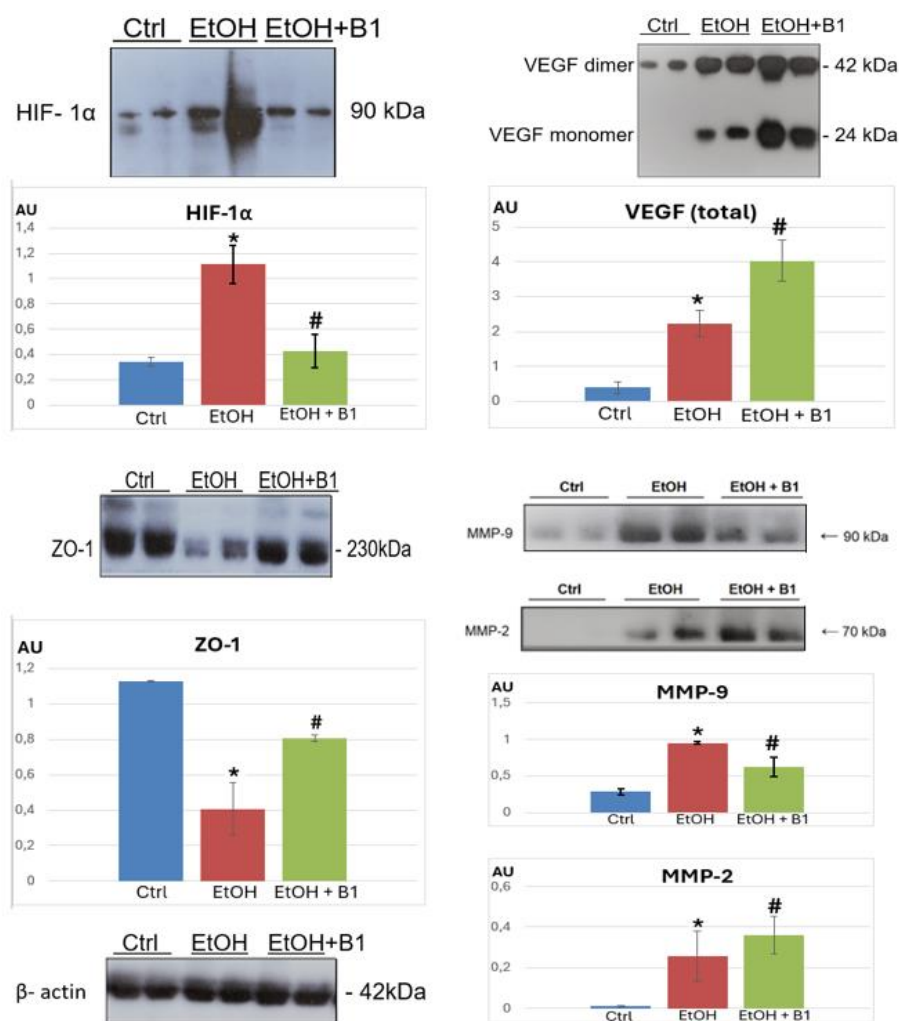 Ctrl EtOH EtOH+B1
HIF- 1α 90 kDa
AU
HIF-1α
1,4
1,2
1
0,8
0,6
0,4
0,2
0
*
#
Ctrl EtOH EtOH + B1
Ctrl EtOH EtOH+B1
VEGF dimer - 42 kDa
VEGF monomer - 24 kDa
AU
VEGF (total)
5
4
3
2
1
0
*
#
Ctrl EtOH EtOH + B1
Ctrl EtOH EtOH+B1
ZO-1 - 230kDa
AU
ZO-1
1,2
1
0,8
0,6
0,4
0,2
0
*
#
Ctrl EtOH EtOH + B1
Ctrl EtOH EtOH+B1
β- actin - 42kDa
Ctrl EtOH EtOH + B1
MMP-9 ← 90 kDa
Ctrl EtOH EtOH + B1
MMP-2 ← 70 kDa
AU
MMP-9
1,5
1
0,5
0
*
#
Ctrl EtOH EtOH + B1
AU
MMP-2
0,6
0,4
0,2
0
*
#
Ctrl EtOH EtOH + B1